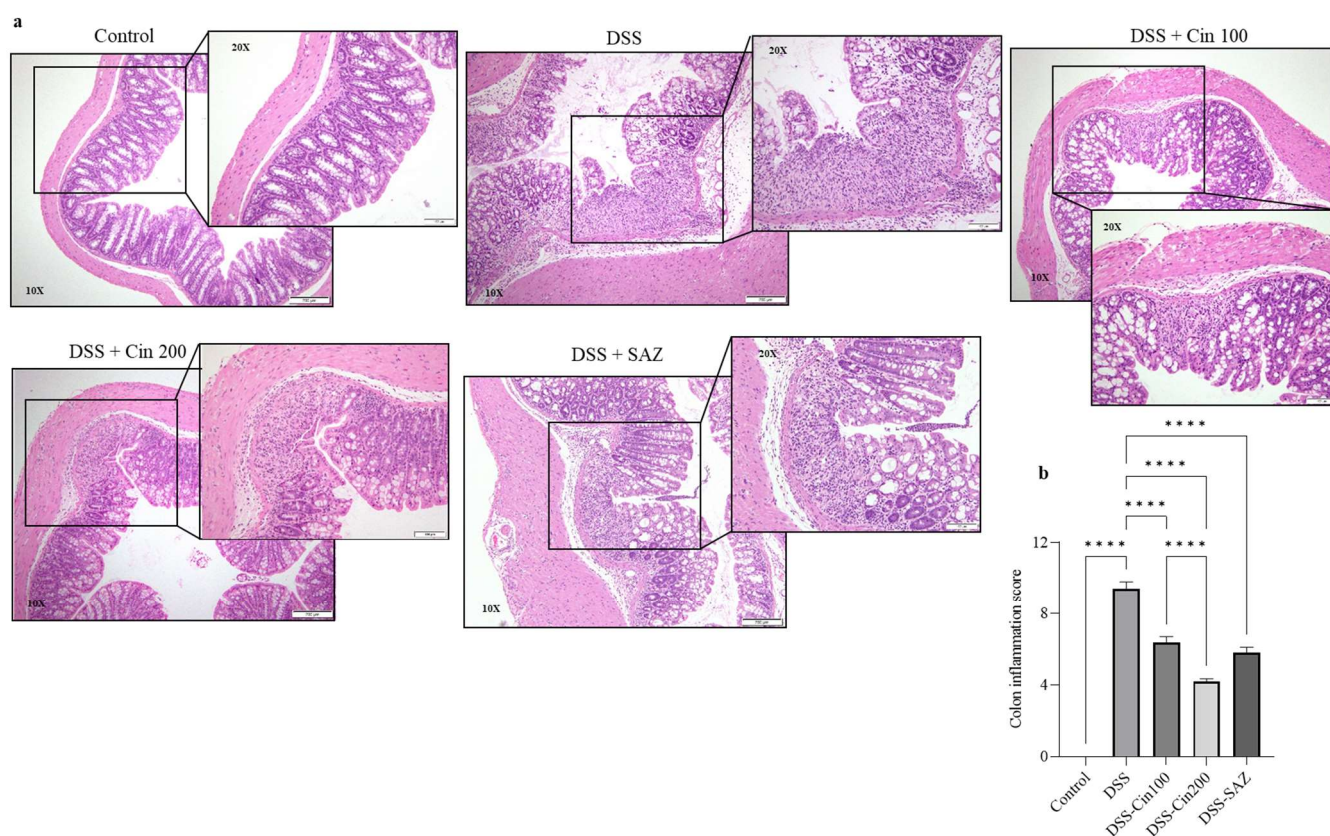 a
Control
20X
10X
DSS
20X
10X
DSS + Cin 100
20X
10X
DSS + Cin 200
10X
DSS + SAZ
20X
10X
b
****
****
****
****
****
Colon inflammation score
12
8
4
0
Control
DSS
DSS-Cin100
DSS-Cin200
DSS-SAZ